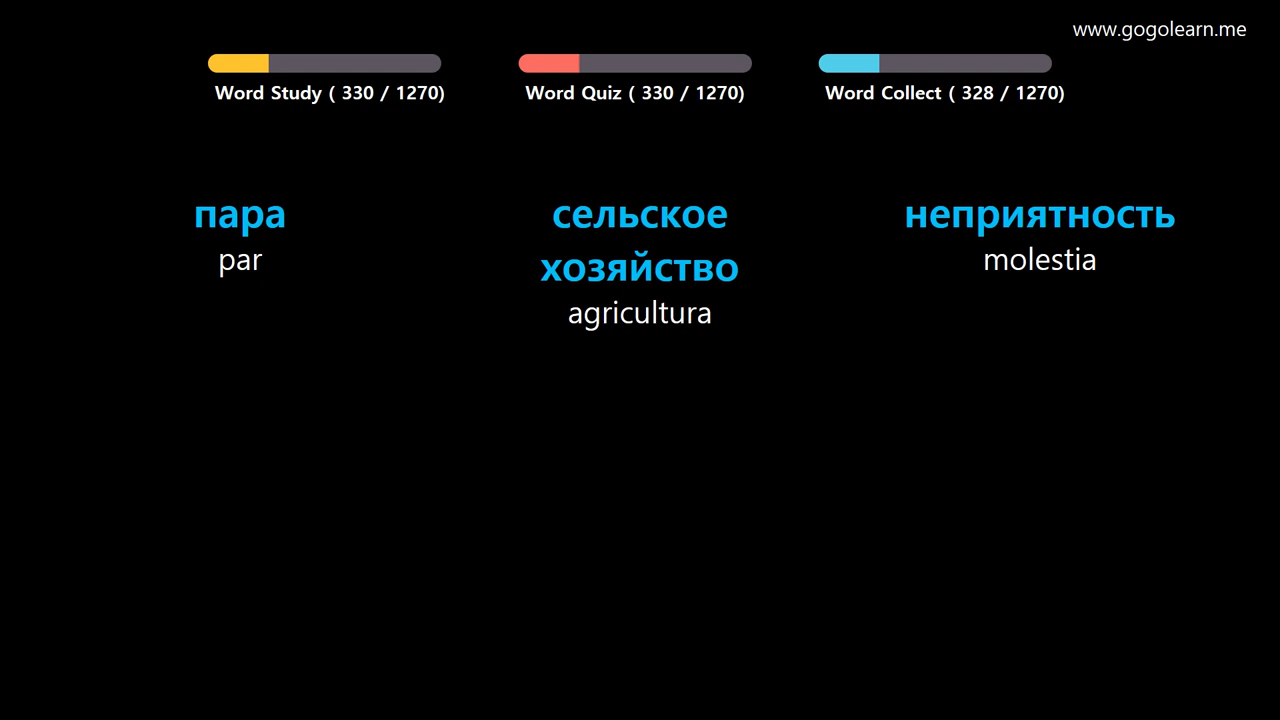 www.gogolearn.me
Word Study ( 330 / 1270)
Word Quiz ( 330 / 1270)
Word Collect ( 328 / 1270)
пара
par
сельское
хозяйство
agricultura
неприятность
molestia